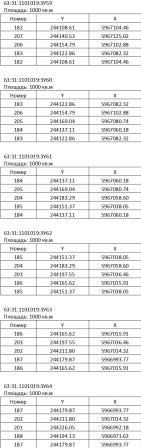 63:31:1101019:ЗУ59
Площадь: 1000 кв.м
Номер Y X
182 244108.61 5967104.46
207 244140.53 5967125.02
206 244154.79 5967102.88
183 244122.86 5967082.32
182 244108.61 5967104.46
63:31:1101019:ЗУ60
Площадь: 1000 кв.м
Номер Y X
183 244122.86 5967082.32
206 244154.79 5967102.88
205 244169.04 5967080.74
184 244137.11 5967060.18
183 244122.86 5967082.32
63:31:1101019:ЗУ61
Площадь: 1000 кв.м
Номер Y X
184 244137.11 5967060.18
205 244169.04 5967080.74
204 244183.29 5967058.60
185 244151.37 5967038.05
184 244137.11 5967060.18
63:31:1101019:ЗУ62
Площадь: 1000 кв.м
Номер Y X
185 244151.37 5967038.05
204 244183.29 5967058.60
203 244197.55 5967036.46
186 244165.62 5967015.91
185 244151.37 5967038.05
63:31:1101019:ЗУ63
Площадь: 1000 кв.м
Номер Y X
186 244165.62 5967015.91
203 244197.55 5967036.46
202 244211.80 5967014.32
187 244179.87 5966993.77
186 244165.62 5967015.91
63:31:1101019:ЗУ64
Площадь: 1000 кв.м
Номер Y X
187 244179.87 5966993.77
202 244211.80 5967014.32
201 244226.05 5966992.18
188 244194.13 5966971.63
187 244179.87 5966993.77